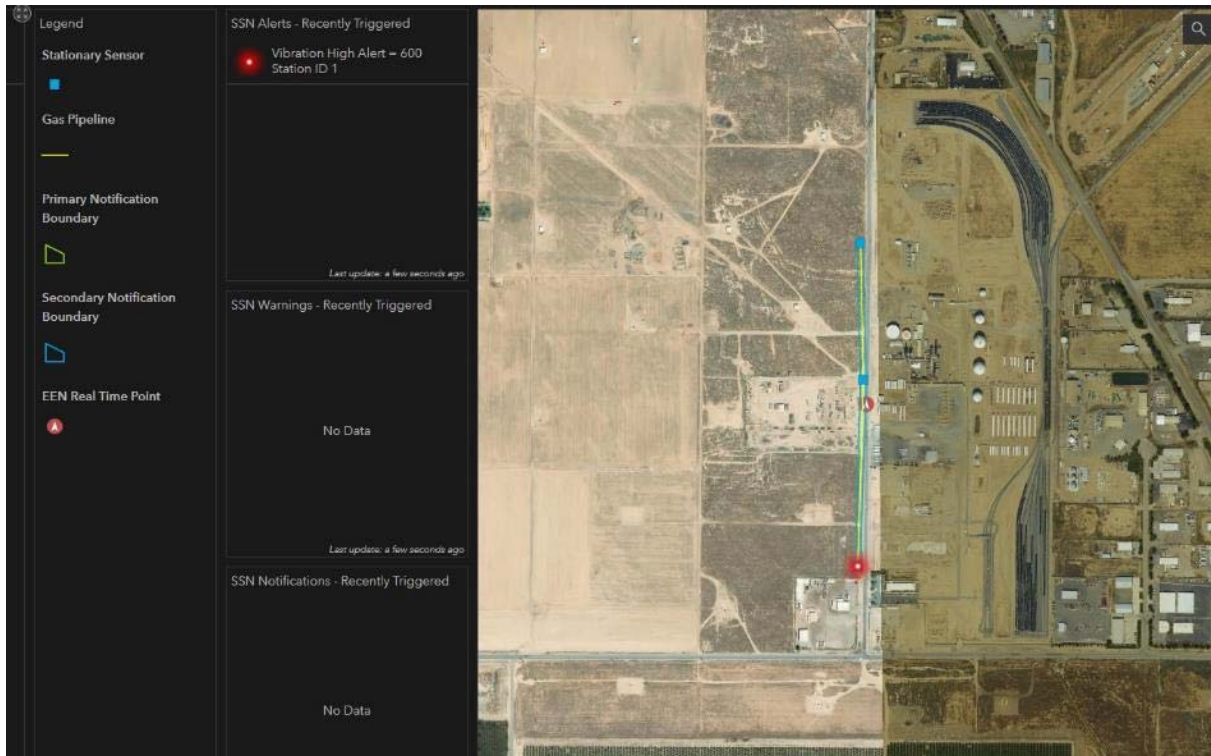 Legend
Stationary Sensor
Gas Pipeline
Primary Notification
Boundary
Secondary Notification
Boundary
EEN Real Time Point
SSN Alerts - Recently Triggered
Vibration High Alert = 600
Station ID 1
Last update: a few seconds ago
SSN Warnings - Recently Triggered
No Data
Last update: a few seconds ago
SSN Notifications - Recently Triggered
No Data